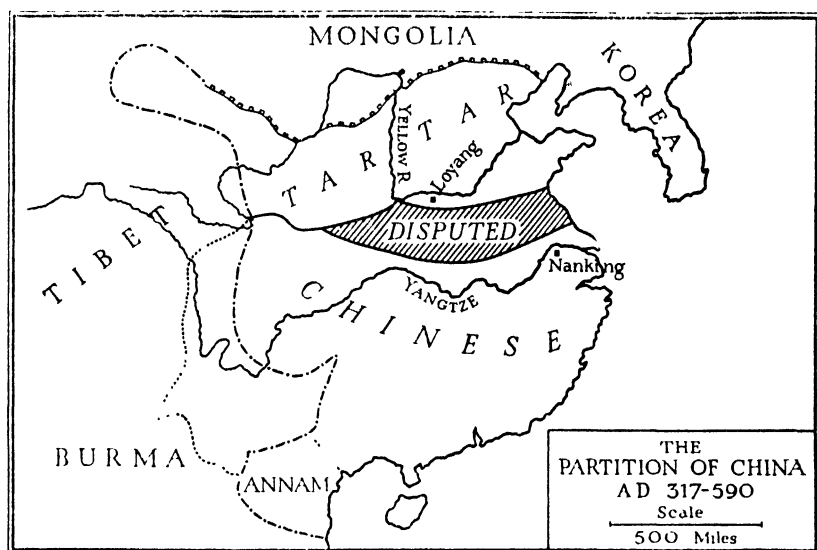 MONGOLIA
KOREA
TARTAR
YELLOW R
Loyang
TIBET
DISPUTED
Nanking
YANGTZE
CHINESE
BURMA
ANNAM
THE
PARTITION OF CHINA
AD 317-590
Scale
500 Miles